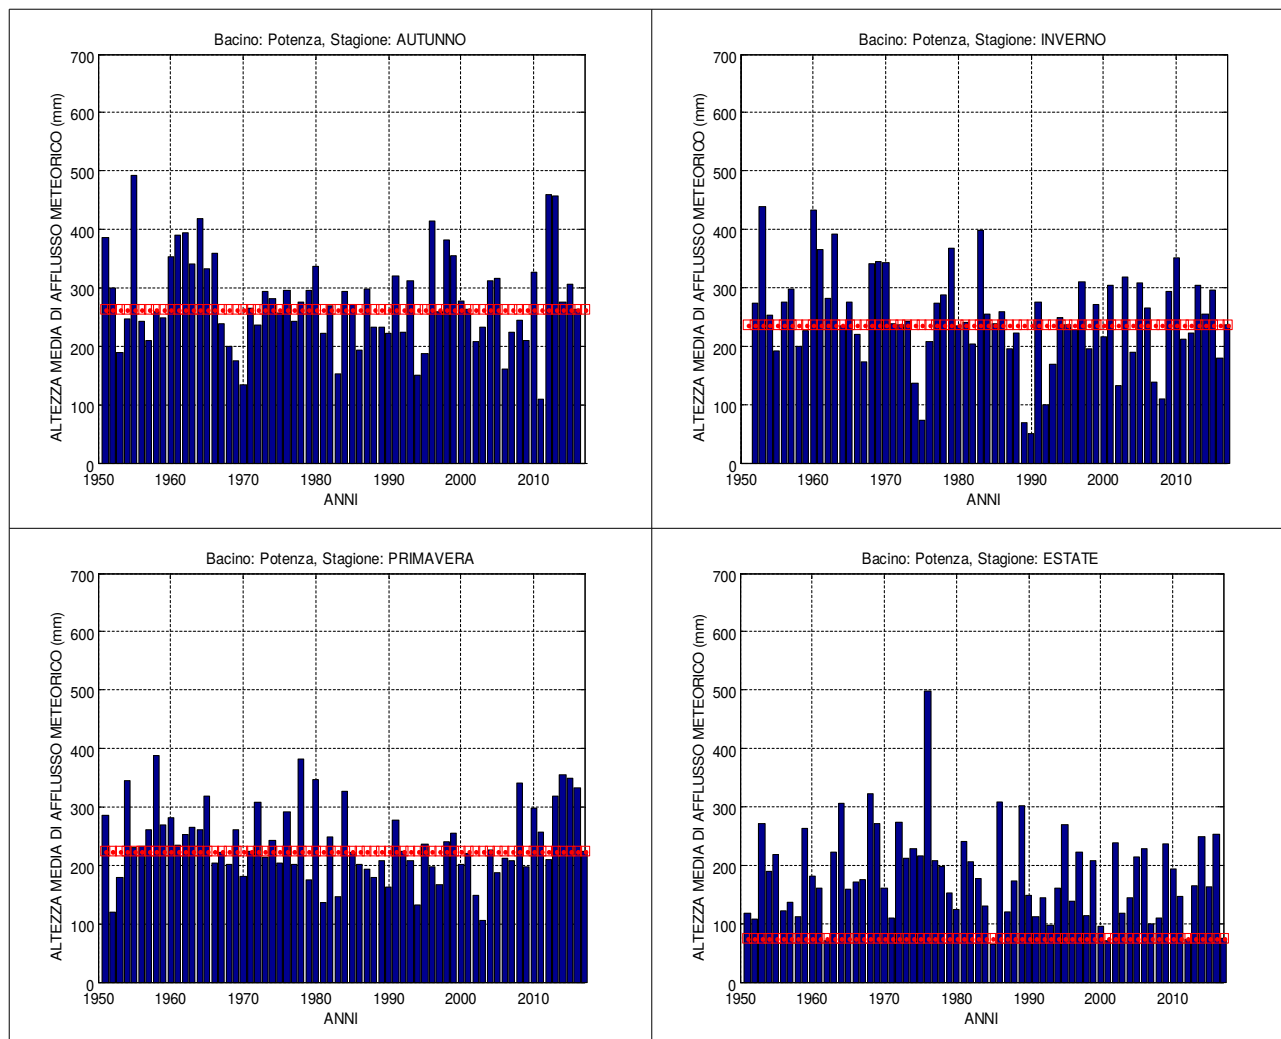 Bacino: Potenza, Stagione: AUTUNNO
700
600
500
400
300
200
100
0
ALTEZZA MEDIA DI AFFLUSSO METEORICO (mm)
1950 1960 1970 1980 1990 2000 2010
ANNI
Bacino: Potenza, Stagione: INVERNO
700
600
500
400
300
200
100
0
ALTEZZA MEDIA DI AFFLUSSO METEORICO (mm)
1950 1960 1970 1980 1990 2000 2010
ANNI
Bacino: Potenza, Stagione: PRIMAVERA
700
600
500
400
300
200
100
0
ALTEZZA MEDIA DI AFFLUSSO METEORICO (mm)
1950 1960 1970 1980 1990 2000 2010
ANNI
Bacino: Potenza, Stagione: ESTATE
700
600
500
400
300
200
100
0
ALTEZZA MEDIA DI AFFLUSSO METEORICO (mm)
1950 1960 1970 1980 1990 2000 2010
ANNI